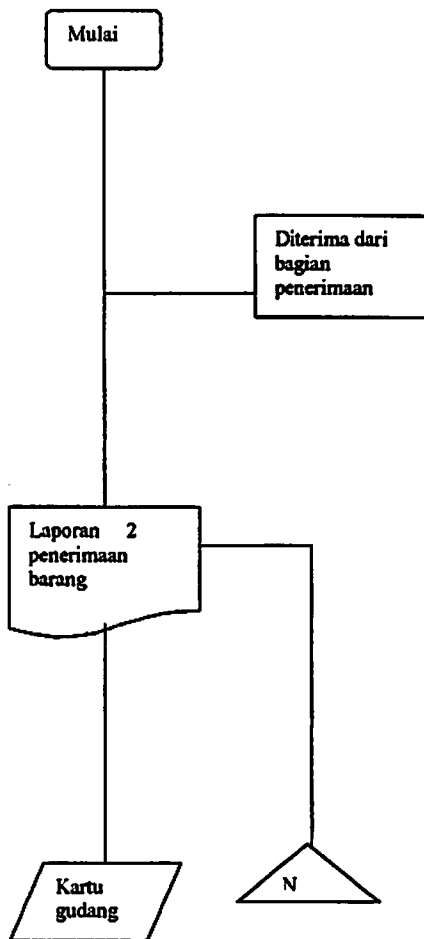 Mulai
Diterima dari
bagian
penerimaan
Laporan 2
penerimaan
barang
Kartu
gudang
N